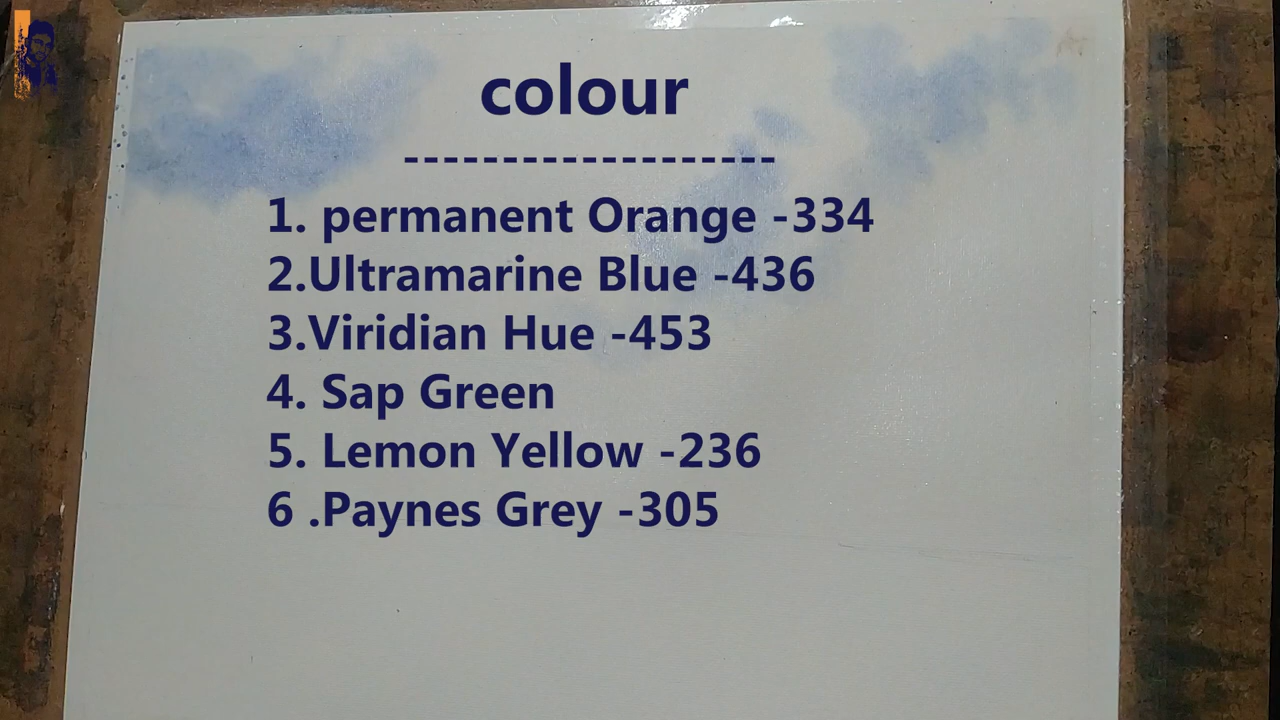 colour
-------------------
1. permanent Orange -334
2.Ultramarine Blue -436
3.Viridian Hue -453
4. Sap Green
5. Lemon Yellow -236
6 .Paynes Grey -305